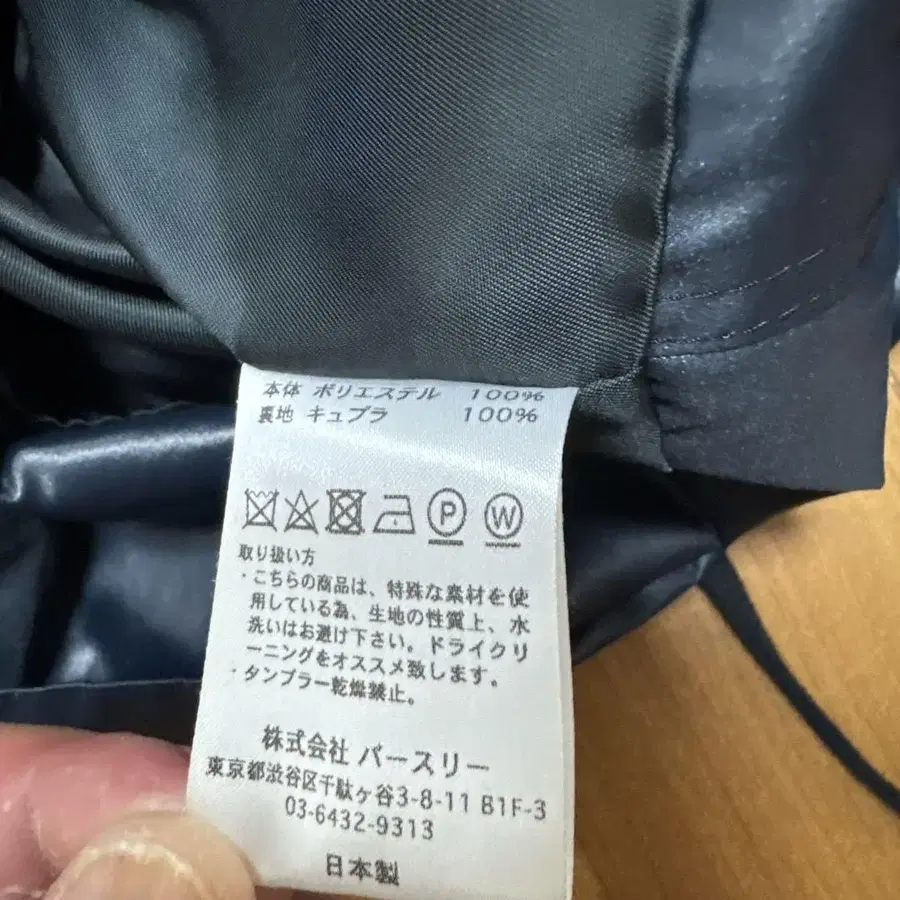 本体 ポリエステル 100%
裏地 キュプラ 100%
P W
取り扱い方
・こちらの商品は、特殊な素材を使
用している為、生地の性質上、水
洗いはお避け下さい。ドライクリ
ーニングをオススメ致します。
・タンブラー乾燥禁止。
株式会社 バースリー
東京都渋谷区千駄ヶ谷3-8-11 B1F-3
03-6432-9313
日本製